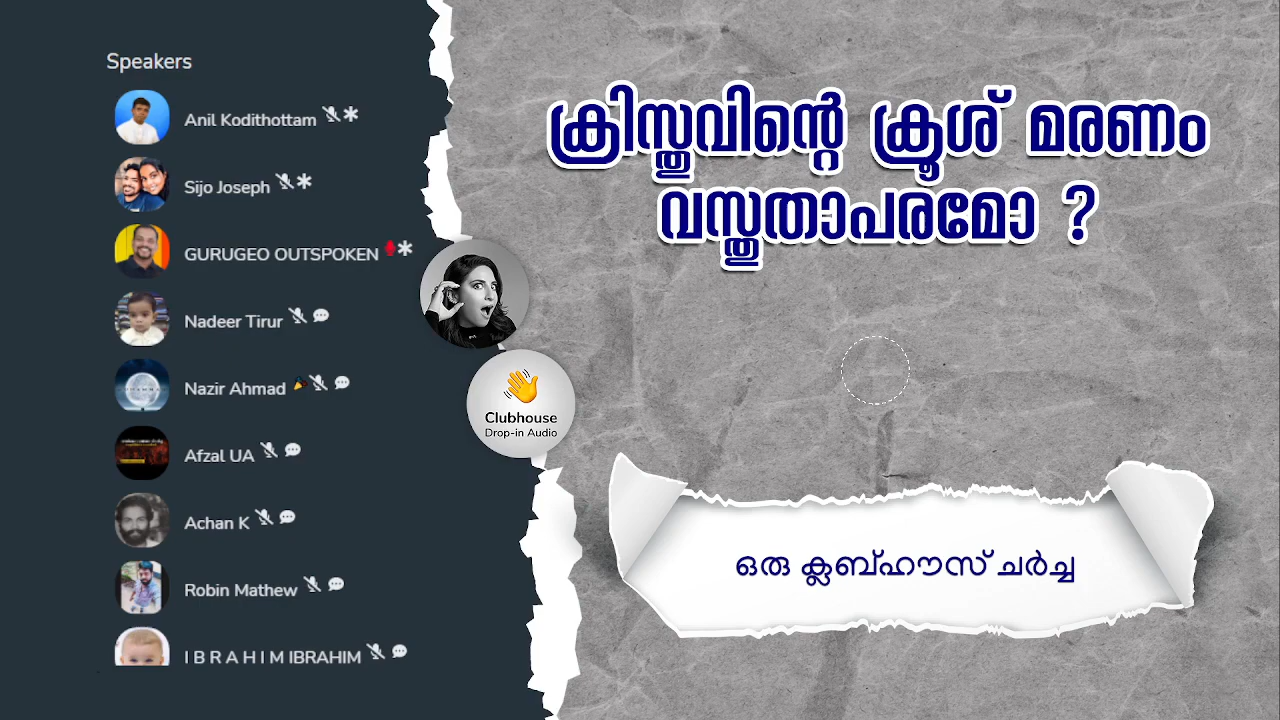 Speakers
Anil Kodithottam
Sijo Joseph
GURUGEO OUTSPOKEN
Nadeer Tirur
Nazir Ahmad
Afzal UA
Achan K
Robin Mathew
I B R A H I M IBRAHIM
Clubhouse
Drop-in Audio
ക്രിസ്തുവിന്റെ ക്രൂശ് മരണം
വസ്തുതാപരമോ ?
ഒരു ക്ലബ്ഹൗസ് ചർച്ച